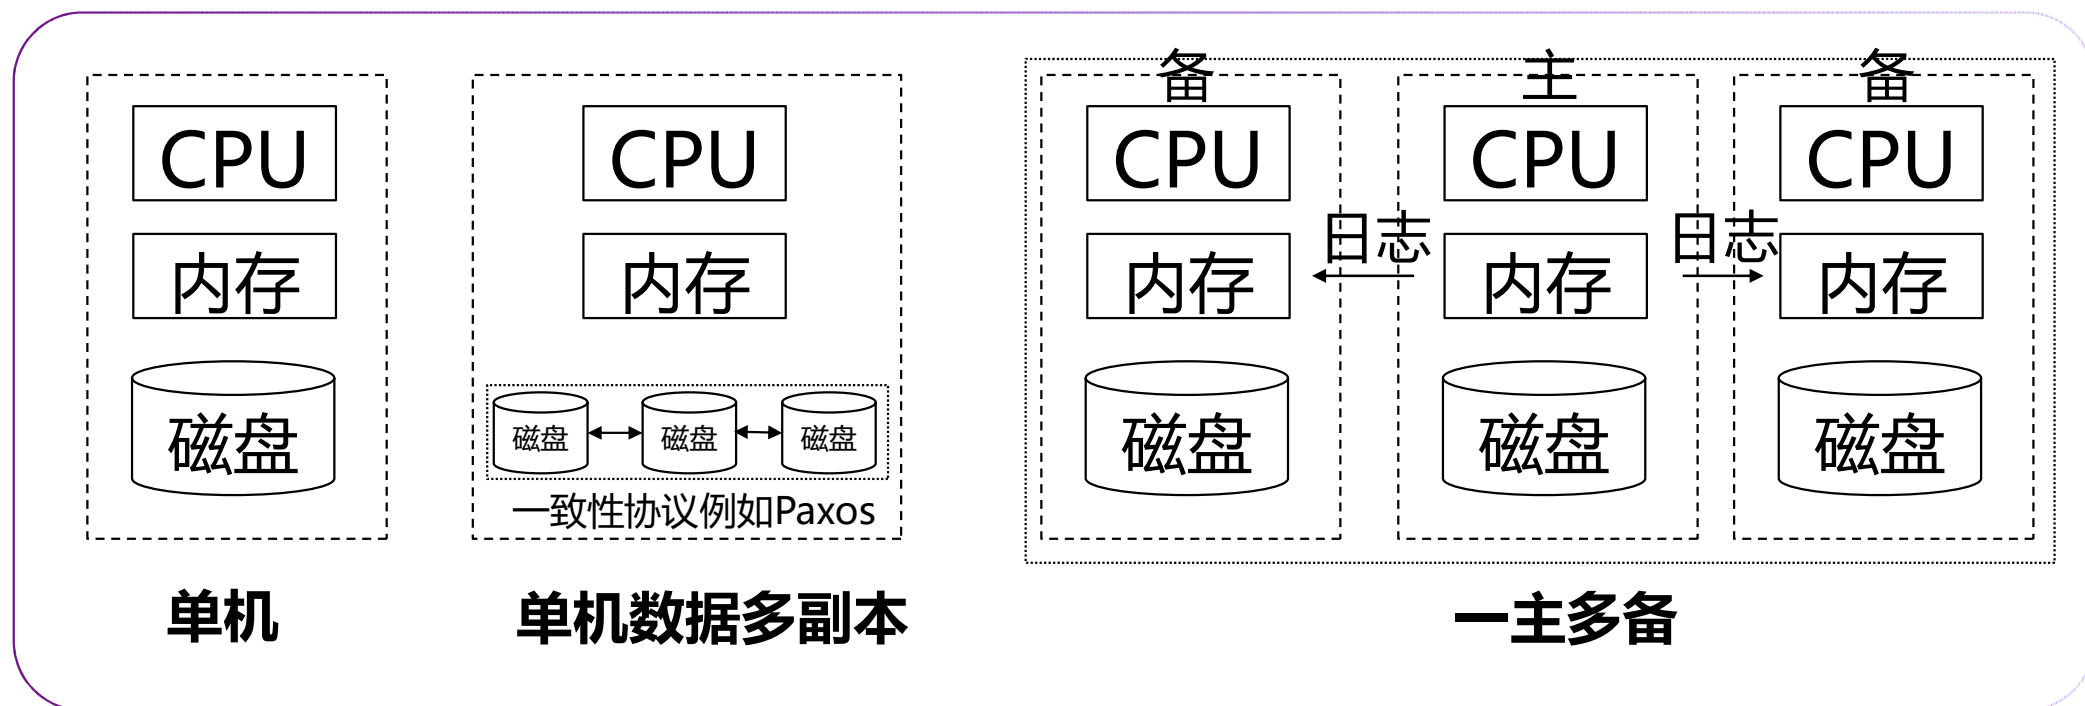 备 主 备
CPU CPU CPU CPU CPU
日志 日志
内存 内存 内存 内存 内存
磁盘 磁盘 磁盘 磁盘 磁盘 磁盘 磁盘
一致性协议例如Paxos
单机 单机数据多副本 一主多备